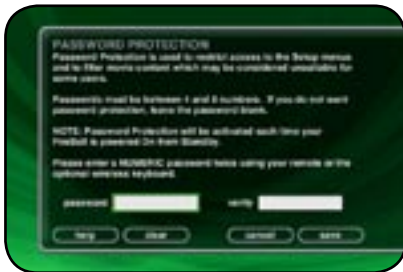 PASSWORD PROTECTION
Password Protection is used to restrict access to the Setup menus
and to filter movie content which may be considered unsuitable for
some users.
Passwords must be between 4 and 8 numbers. If you do not want
password protection, leave the password blank.
NOTE: Password Protection will be activated each time your
FireBall is powered On from Standby.
Please enter a NUMERIC password twice using your remote or the
optional wireless keyboard.
password verify
help clear cancel save